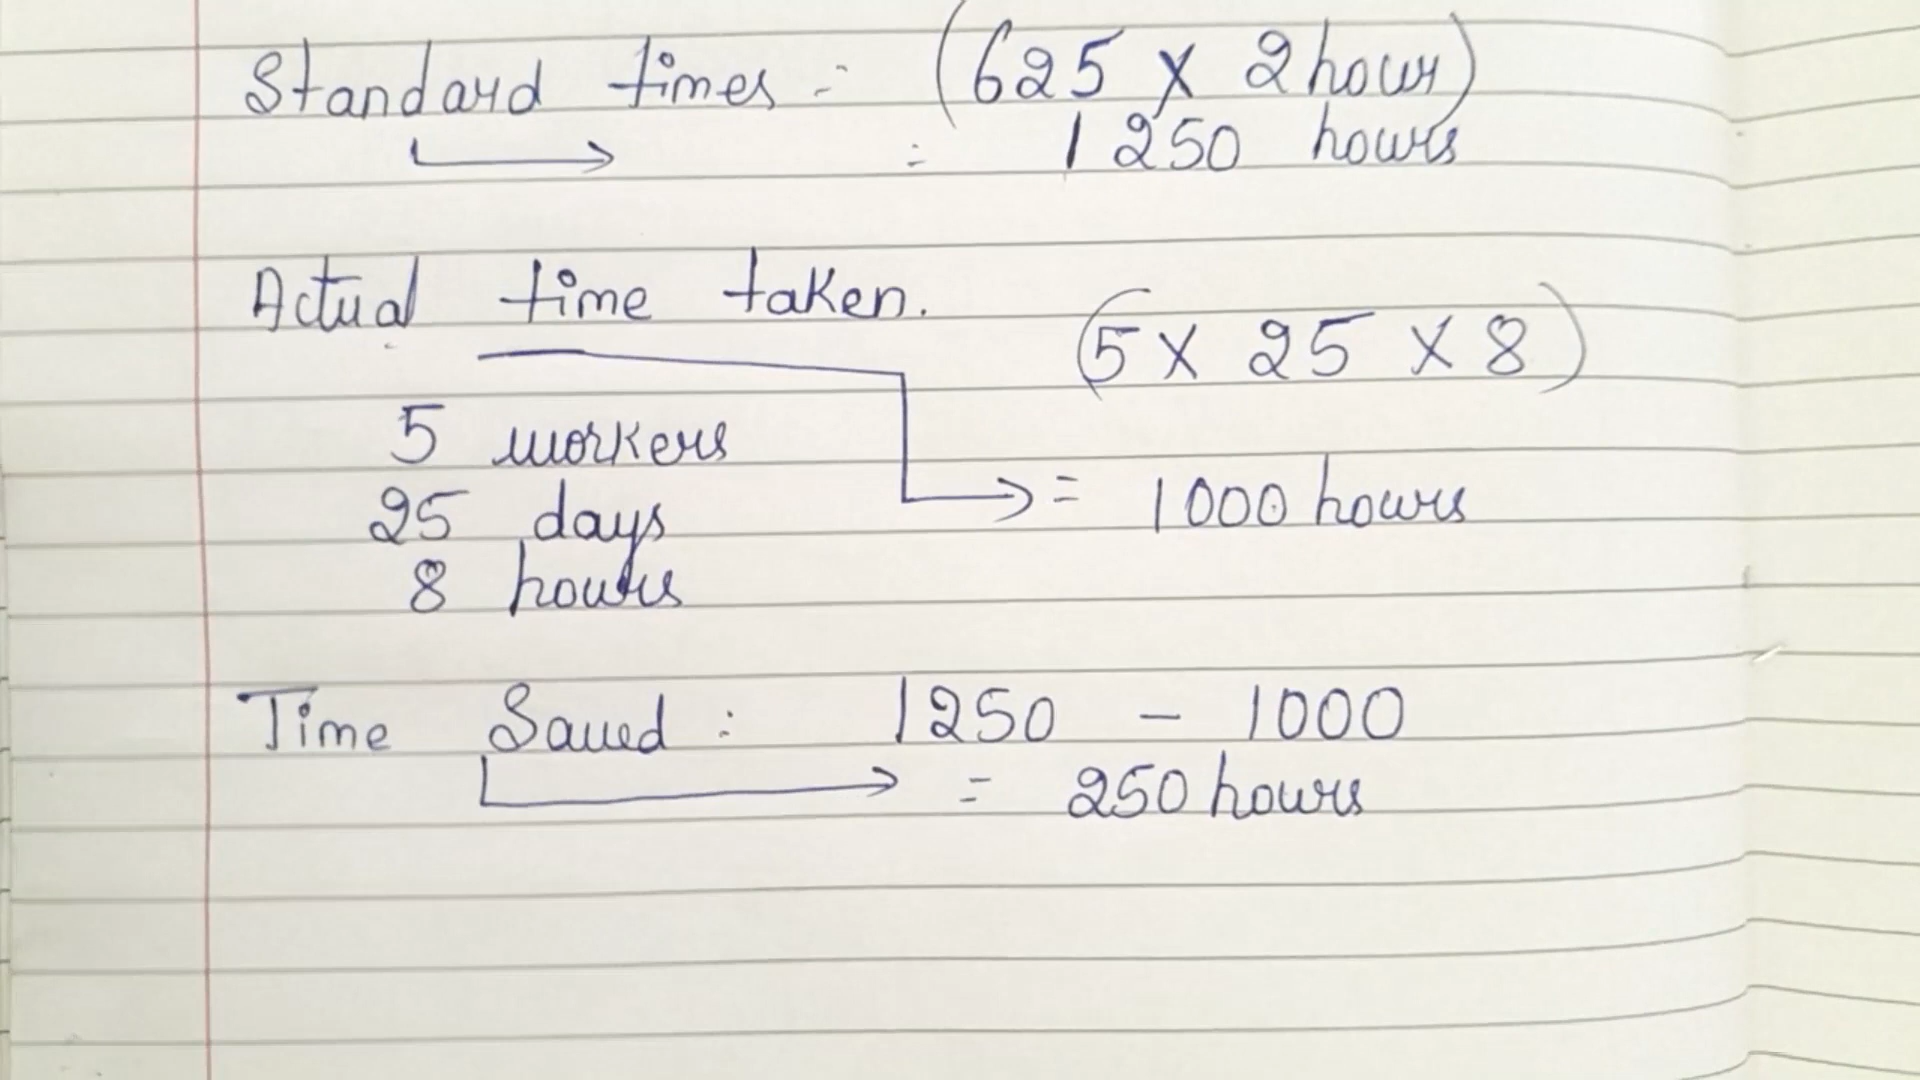 Standard times :- (625 x 2 hour)
= 1250 hours
Actual time taken.
(5 x 25 x 8)
5 workers
25 days
8 hours
= 1000 hours
Time Saved : 1250 - 1000
= 250 hours